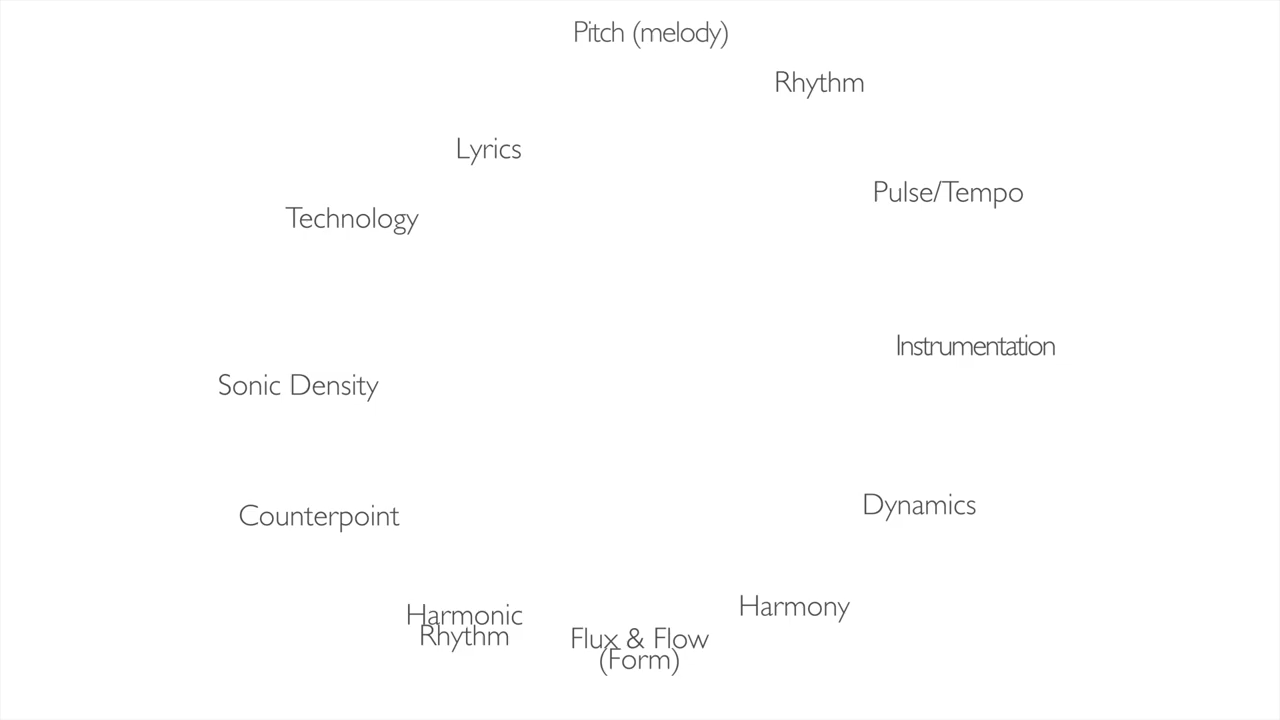 Pitch (melody)
Rhythm
Lyrics
Pulse/Tempo
Technology
Instrumentation
Sonic Density
Dynamics
Counterpoint
Harmony
Harmonic
Rhythm
Flux & Flow
(Form)